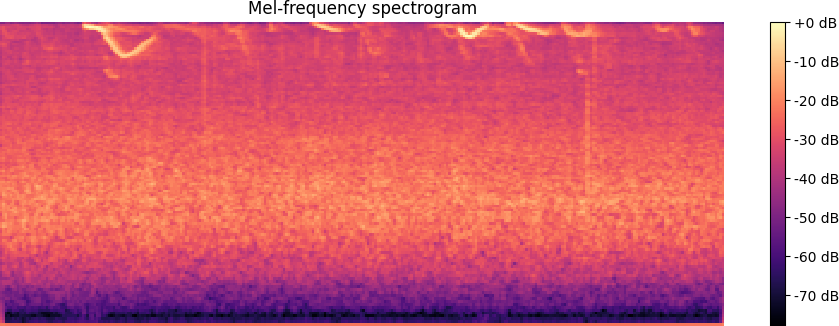 Mel-frequency spectrogram
+0 dB
-10 dB
-20 dB
-30 dB
-40 dB
-50 dB
-60 dB
-70 dB